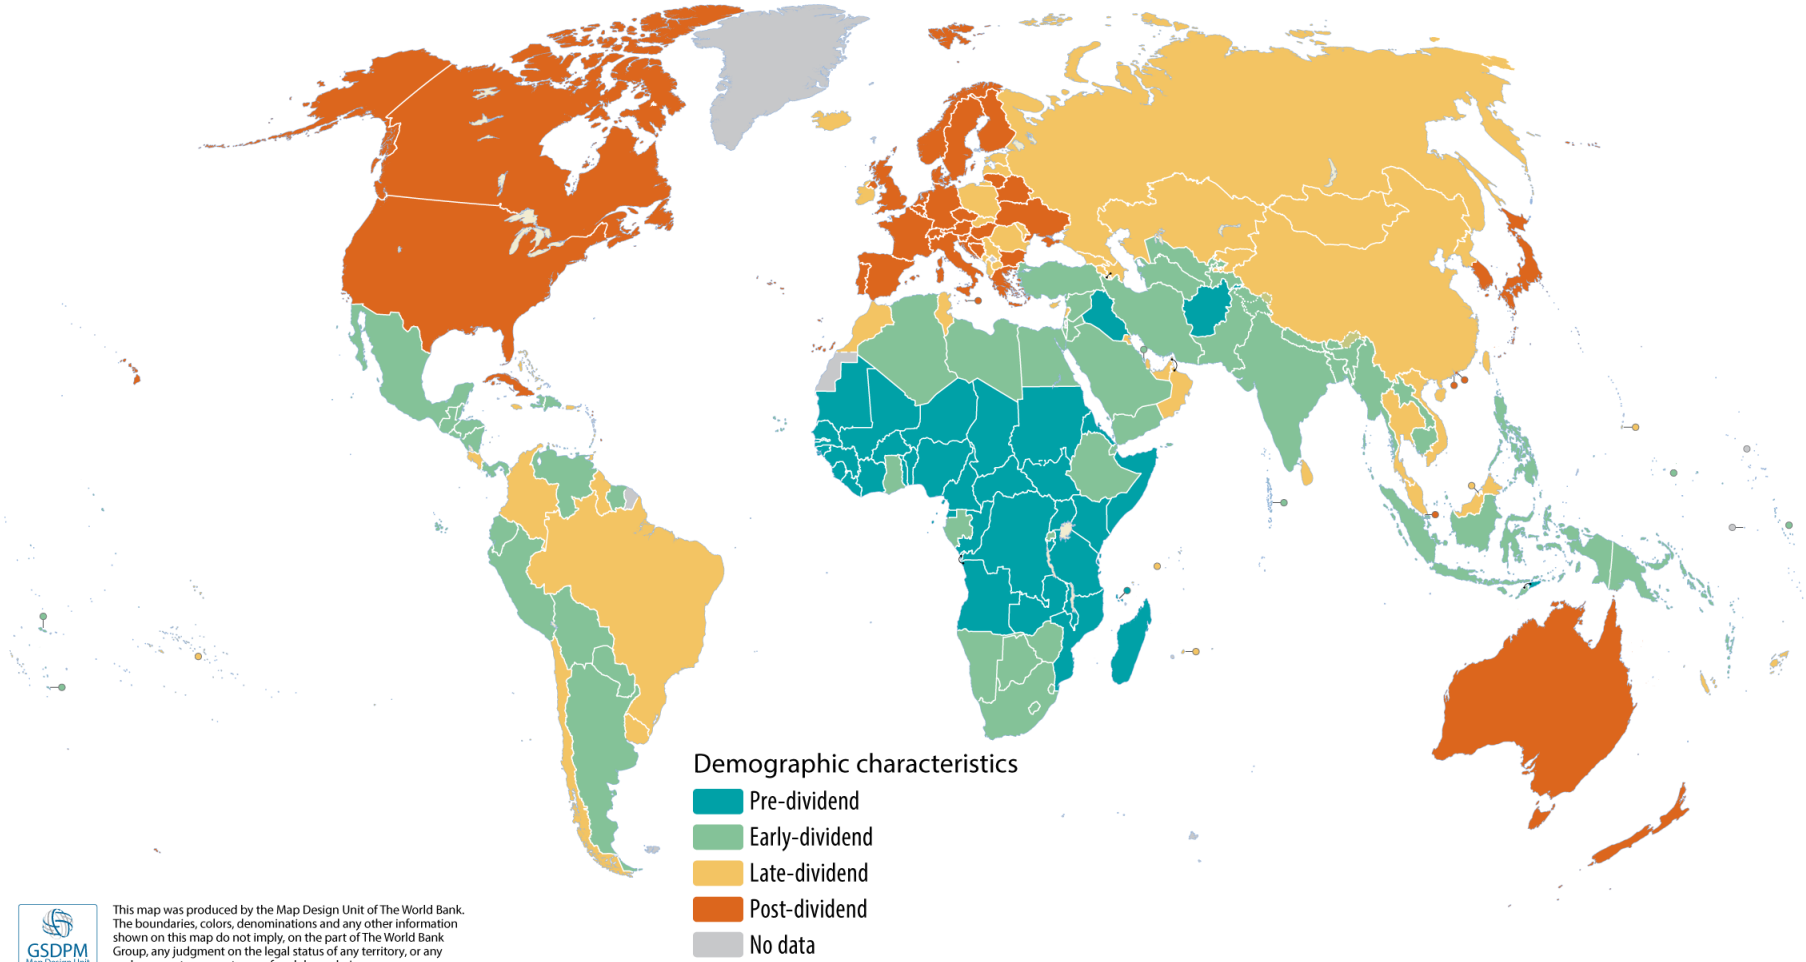 Demographic characteristics
Pre-dividend
Early-dividend
Late-dividend
Post-dividend
No data
GSDPM
Map Design Unit
This map was produced by the Map Design Unit of The World Bank.
The boundaries, colors, denominations and any other information
shown on this map do not imply, on the part of The World Bank
Group, any judgment on the legal status of any territory, or any